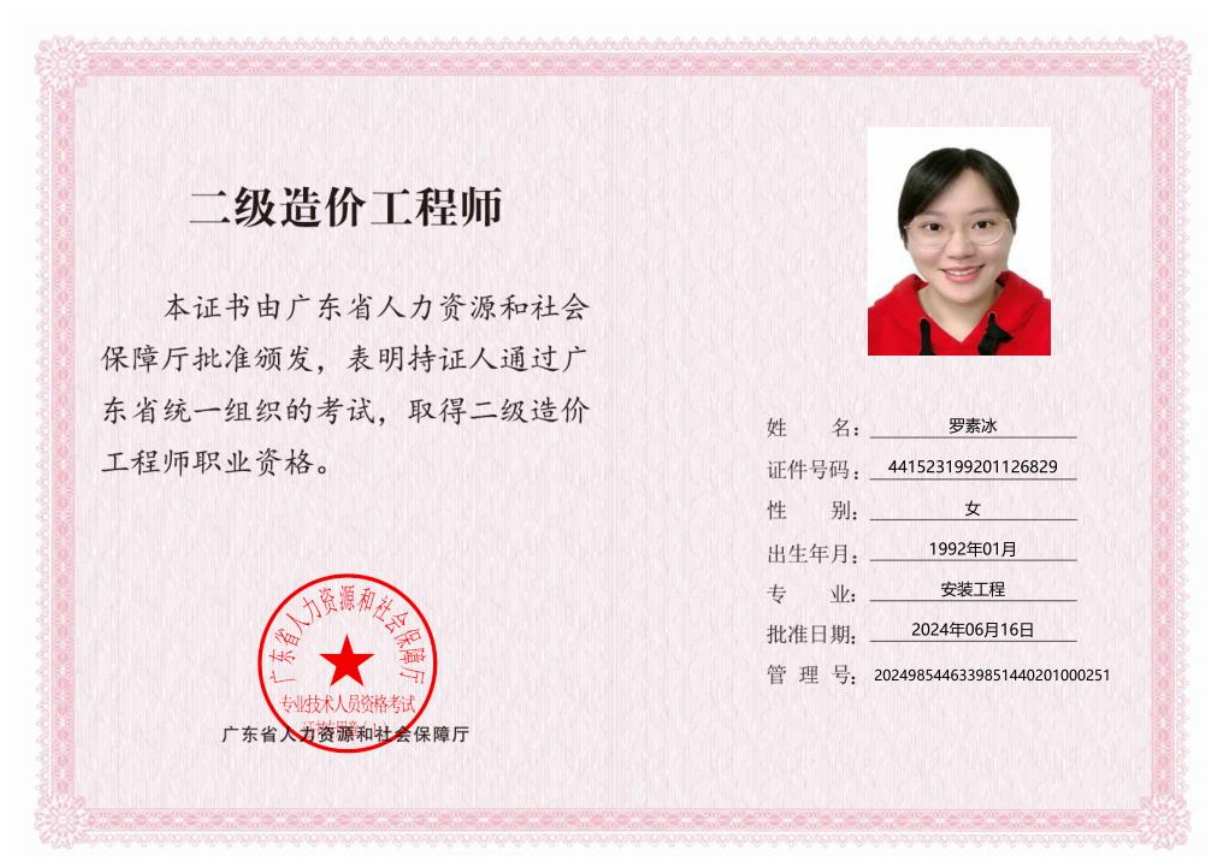 二级造价工程师
本证书由广东省人力资源和社会
保障厅批准颁发，表明持证人通过广
东省统一组织的考试，取得二级造价
工程师职业资格。
广东省人力资源和社会保障厅
专业技术人员资格考试
广东省人力资源和社会保障厅
姓名：罗素冰
证件号码：441523199201126829
性别：女
出生年月：1992年01月
专业：安装工程
批准日期：2024年06月16日
管理号：20249854463398514402​01000251